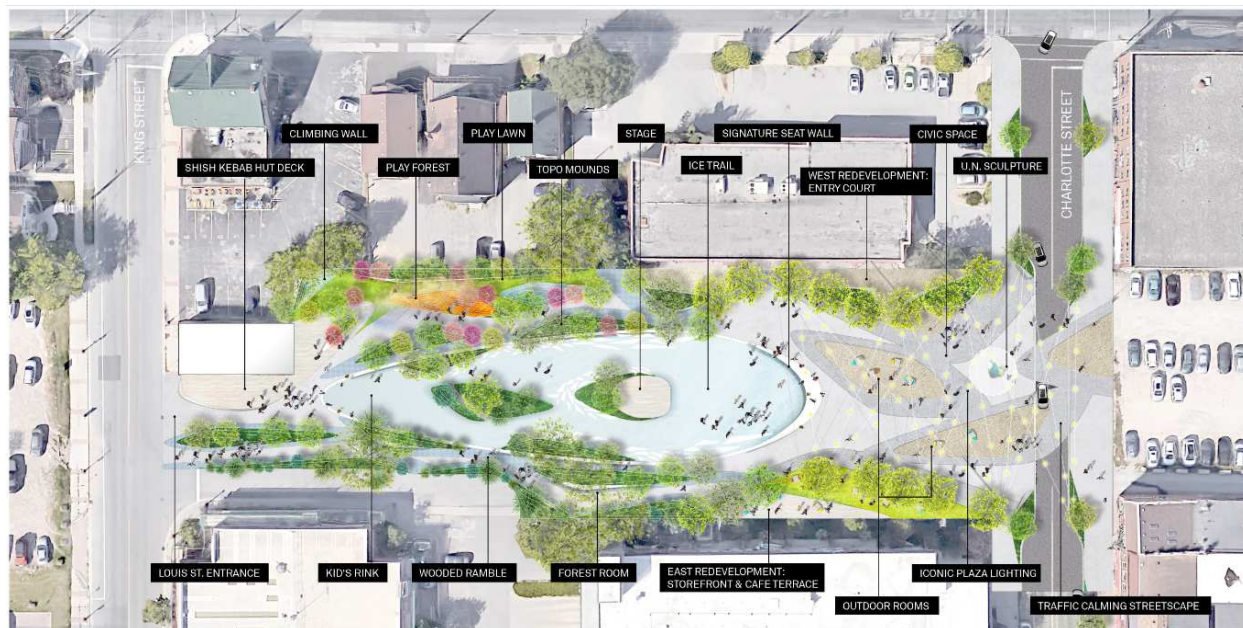 KING STREET
CLIMBING WALL
SHISH KEBAB HUT DECK
PLAY FOREST
PLAY LAWN
TOPO MOUNDS
STAGE
ICE TRAIL
SIGNATURE SEAT WALL
WEST REDEVELOPMENT:
ENTRY COURT
CIVIC SPACE
U.N. SCULPTURE
CHARLOTTE STREET
LOUIS ST. ENTRANCE
KID'S RINK
WOODED RAMBLE
FOREST ROOM
EAST REDEVELOPMENT:
STOREFRONT & CAFE TERRACE
OUTDOOR ROOMS
ICONIC PLAZA LIGHTING
TRAFFIC CALMING STREETSCAPE